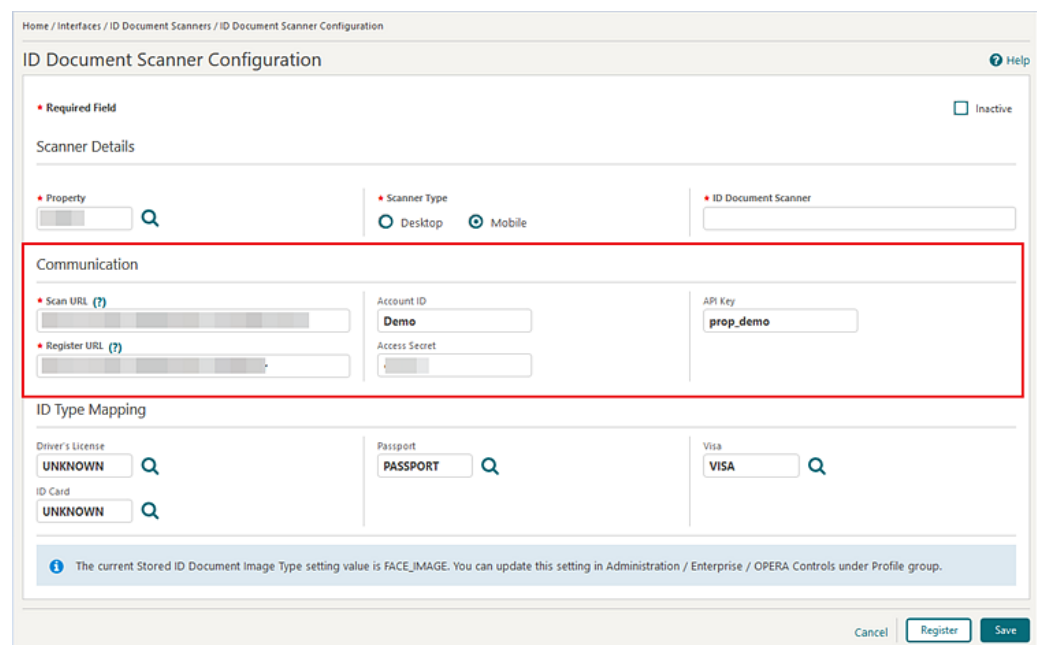 Home / Interfaces / ID Document Scanners / ID Document Scanner Configuration
ID Document Scanner Configuration
Help
* Required Field
Inactive
Scanner Details
* Property
* Scanner Type
* ID Document Scanner
Desktop
Mobile
Communication
* Scan URL (?)
Account ID
API Key
Demo
prop_demo
* Register URL (?)
Access Secret
ID Type Mapping
Driver's License
Passport
Visa
UNKNOWN
PASSPORT
VISA
ID Card
UNKNOWN
The current Stored ID Document Image Type setting value is FACE_IMAGE. You can update this setting in Administration / Enterprise / OPERA Controls under Profile group.
Cancel
Register
Save